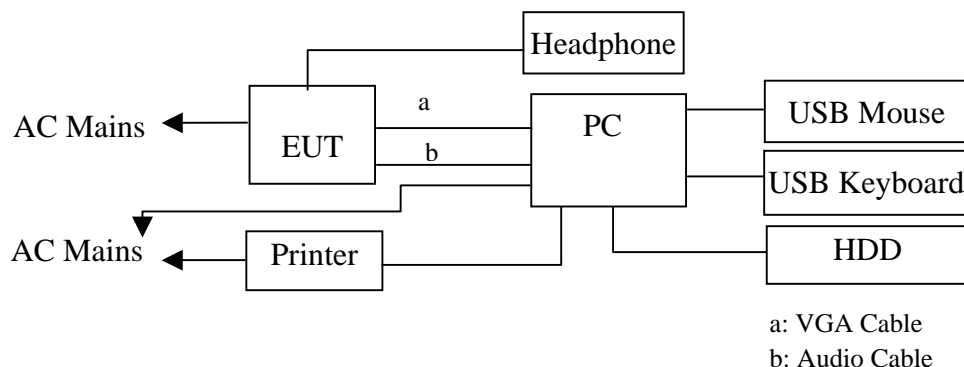 Headphone
a
AC Mains
EUT
PC
USB Mouse
b
USB Keyboard
AC Mains
Printer
HDD
a: VGA Cable
b: Audio Cable